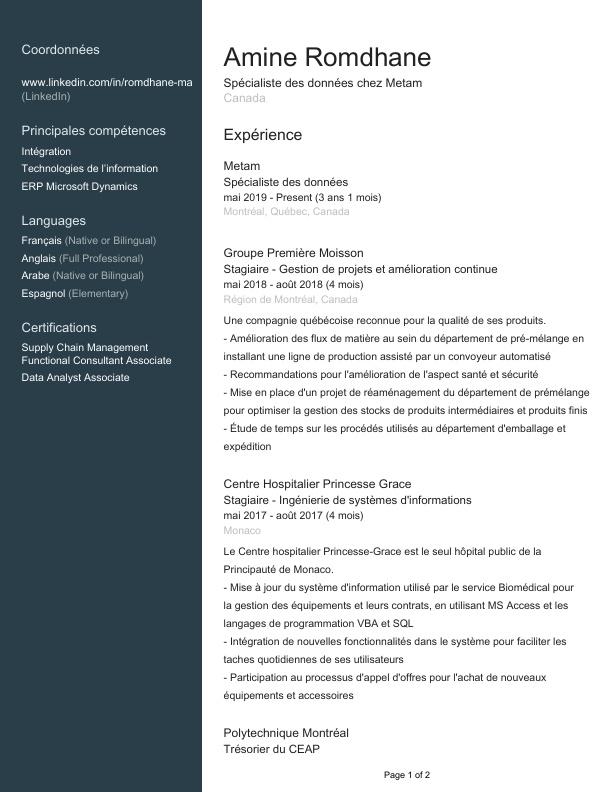 Coordonnées
www.linkedin.com/in/romdhane-ma
(LinkedIn)
Principales compétences
Intégration
Technologies de l'information
ERP Microsoft Dynamics
Languages
Français (Native or Bilingual)
Anglais (Full Professional)
Arabe (Native or Bilingual)
Espagnol (Elementary)
Certifications
Supply Chain Management
Functional Consultant Associate
Data Analyst Associate
Amine Romdhane
Spécialiste des données chez Metam
Canada
Expérience
Metam
Spécialiste des données
mai 2019 - Present (3 ans 1 mois)
Montréal, Québec, Canada
Groupe Première Moisson
Stagiaire - Gestion de projets et amélioration continue
mai 2018 - août 2018 (4 mois)
Région de Montréal, Canada
Une compagnie québécoise reconnue pour la qualité de ses produits.
- Amélioration des flux de matière au sein du département de pré-mélange en
installant une ligne de production assisté par un convoyeur automatisé
- Recommandations pour l'amélioration de l'aspect santé et sécurité
- Mise en place d'un projet de réaménagement du département de prémélange
pour optimiser la gestion des stocks de produits intermédiaires et produits finis
- Étude de temps sur les procédés utilisés au département d'emballage et
expédition
Centre Hospitalier Princesse Grace
Stagiaire - Ingénierie de systèmes d'informations
mai 2017 - août 2017 (4 mois)
Monaco
Le Centre hospitalier Princesse-Grace est le seul hôpital public de la
Principauté de Monaco.
- Mise à jour du système d'information utilisé par le service Biomédical pour
la gestion des équipements et leurs contrats, en utilisant MS Access et les
langages de programmation VBA et SQL
- Intégration de nouvelles fonctionnalités dans le système pour faciliter les
taches quotidiennes de ses utilisateurs
- Participation au processus d'appel d'offres pour l'achat de nouveaux
équipements et accessoires
Polytechnique Montréal
Trésorier du CEAP
Page 1 of 2